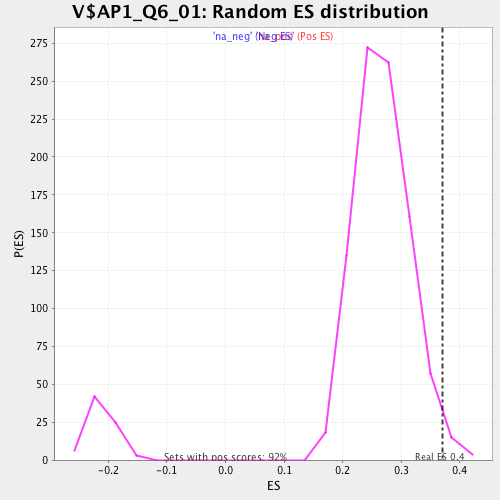 V$AP1_Q6_01: Random ES distribution
'na_neg' (Neg ES)
'na_pos' (Pos ES)
275
250
225
200
175
150
125
100
75
50
25
0
P(ES)
Sets with pos scores: 92%
Real ES 0.4
-0.2 -0.1 0.0 0.1 0.2 0.3 0.4
ES